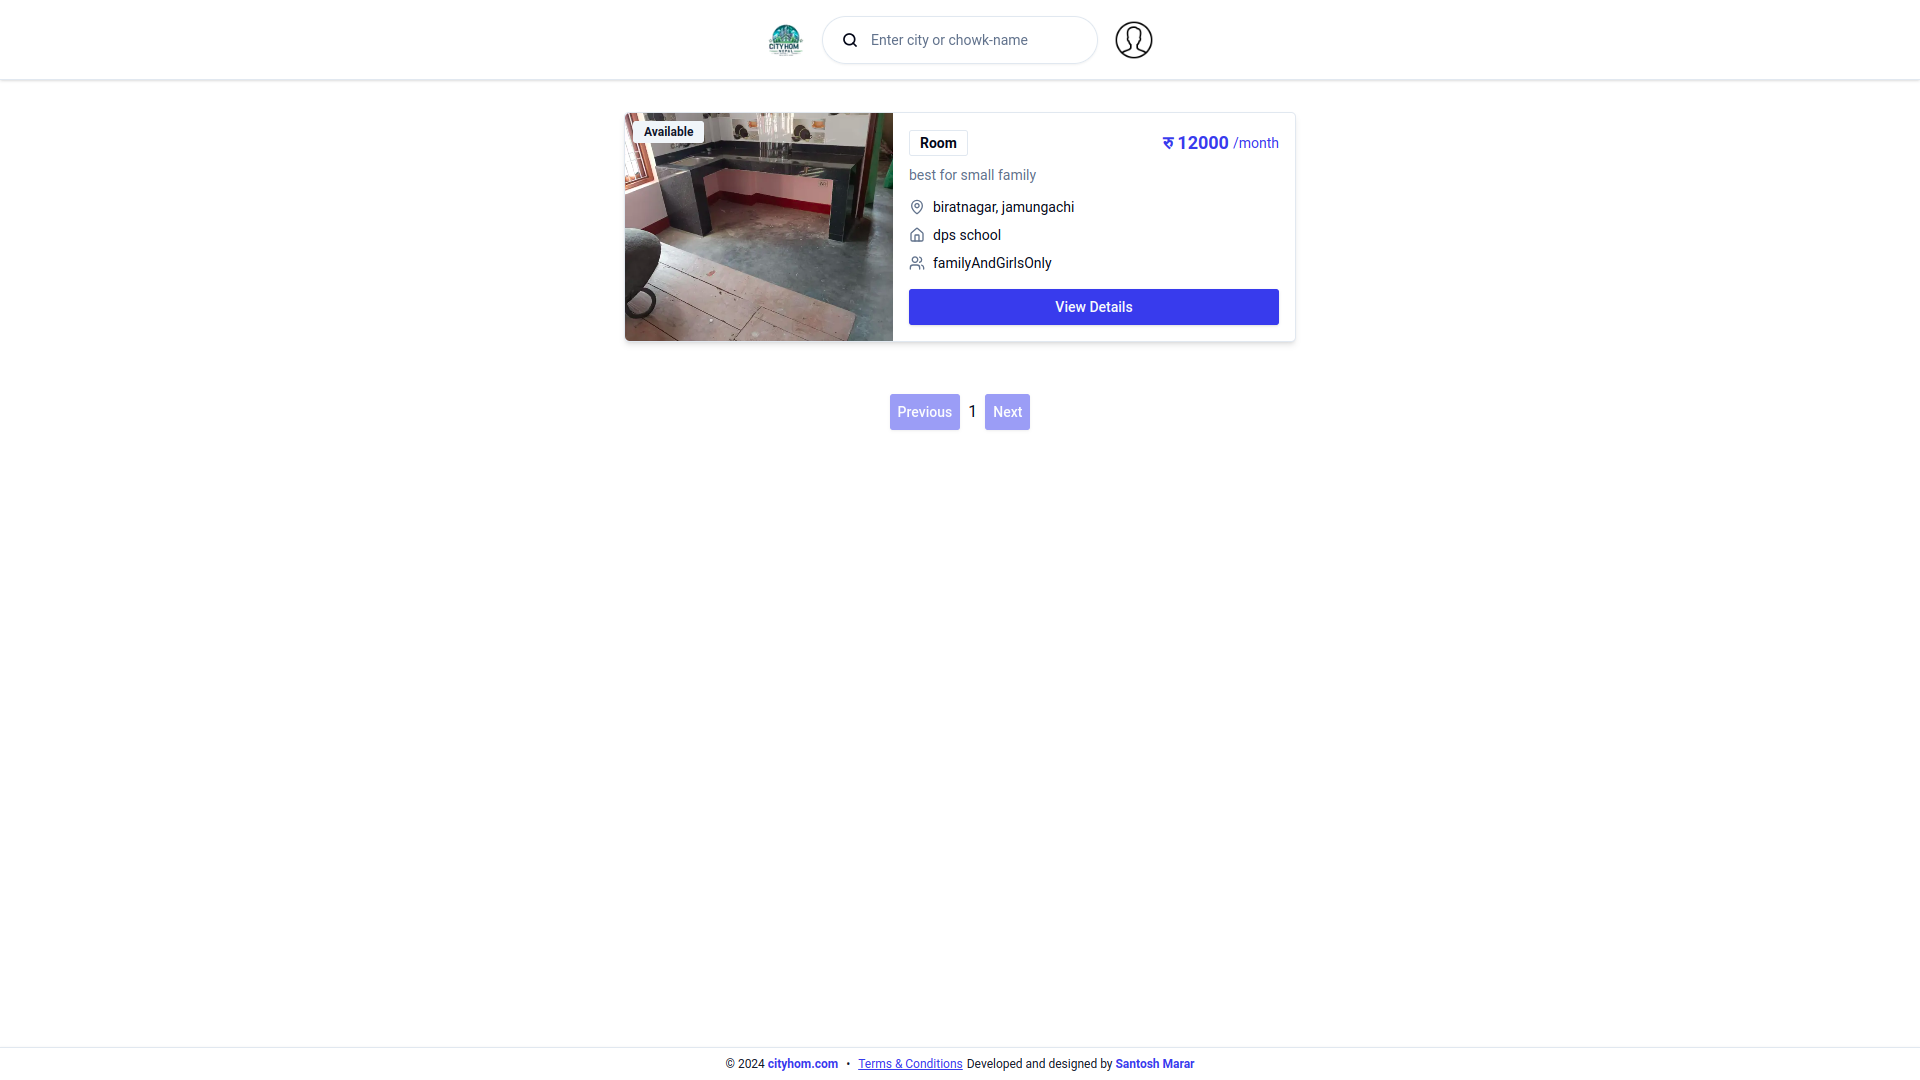 CITY HOM
Enter city or chowk-name
Available
Room
रु 12000 /month
best for small family
biratnagar, jamungachi
dps school
familyAndGirlsOnly
View Details
Previous 1 Next
© 2024 cityhom.com • Terms & Conditions Developed and designed by Santosh Marar